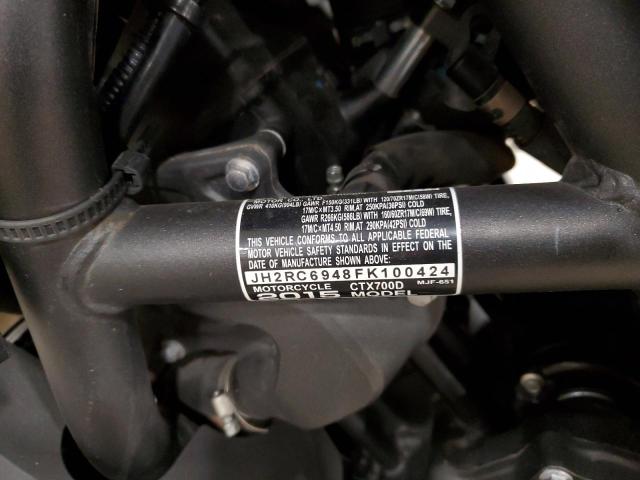 MOTOR CO., LTD
GVWR 410KG(904LB) GAWR F150KG(331LB) WITH 120/70ZR17M/C(58W) TIRE,
17M/C×MT3.50 RIM,AT 250KPA(36PSI) COLD
GAWR R266KG(586LB) WITH 160/60ZR17M/C(69W) TIRE,
17M/C×MT4.50 RIM,AT 290KPA(42PSI) COLD
THIS VEHICLE CONFORMS TO ALL APPLICABLE FEDERAL
MOTOR VEHICLE SAFETY STANDARDS IN EFFECT ON THE
DATE OF MANUFACTURE SHOWN ABOVE.
JH2RC6948FK100424
MOTORCYCLE CTX700D MJF-651
2015 MODEL